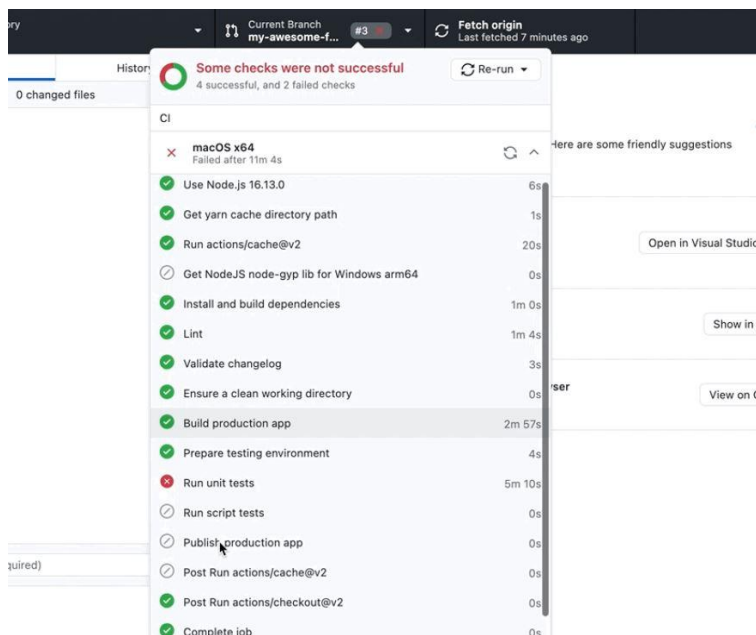 ory
Current Branch
my-awesome-f...
#3
Fetch origin
Last fetched 7 minutes ago
History
0 changed files
Some checks were not successful
4 successful, and 2 failed checks
Re-run
CI
macOS x64
Failed after 11m 4s
Use Node.js 16.13.0 6s
Get yarn cache directory path 1s
Run actions/cache@v2 20s
Get NodeJS node-gyp lib for Windows arm64 0s
Install and build dependencies 1m 0s
Lint 1m 4s
Validate changelog 3s
Ensure a clean working directory 0s
Build production app 2m 57s
Prepare testing environment 4s
Run unit tests 5m 10s
Run script tests 0s
Publish production app 0s
Post Run actions/cache@v2 0s
Post Run actions/checkout@v2 0s
Complete job 0s
Here are some friendly suggestions
Open in Visual Studio
Show in
ser
View on
quired)